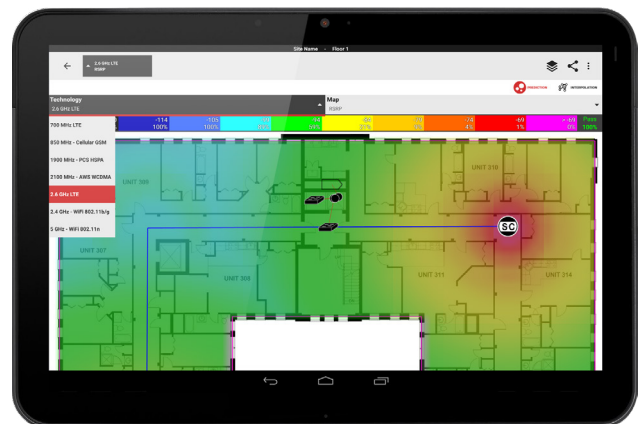 Site Name - Floor 1
2.6 GHz LTE
RSRP
PREDICTION
INTERPOLATION
Technology
2.6 GHz LTE
Map
RSRP
-114
-105
-94
-74
-69
> -69
Pass
100%
100%
59%
4%
1%
0%
100%
700 MHz LTE
850 MHz - Cellular GSM
1900 MHz - PCS HSPA
2100 MHz - AWS WCDMA
2.6 GHz LTE
2.4 GHz - WiFi 802.11b/g
5 GHz - WiFi 802.11n
UNIT 310
SC
UNIT 307
UNIT 308
UNIT 311
UNIT 314